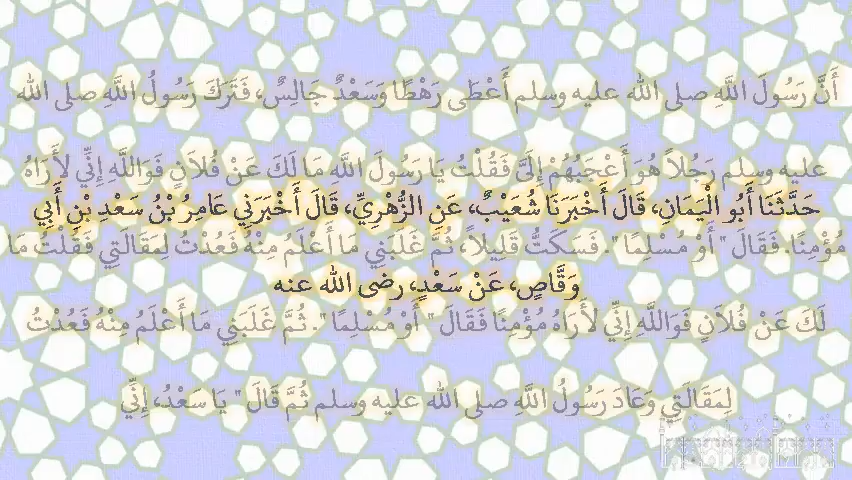 أَنَّ رَسُولَ اللَّهِ صلى الله عليه وسلم أَعْطَى رَهْطًا وَسَعْدٌ جَالِسٌ، فَتَرَكَ رَسُولُ اللَّهِ صلى الله
عليه وسلم رَجُلاً هُوَ أَعْجَبُهُمْ إِلَىَّ فَقُلْتُ يَا رَسُولَ اللَّهِ مَا لَكَ عَنْ فُلاَنٍ فَوَاللَّهِ إِنِّي لأَرَاهُ
حَدَّثَنَا أَبُو الْيَمَانِ، قَالَ أَخْبَرَنَا شُعَيْبٌ، عَنِ الزُّهْرِيِّ، قَالَ أَخْبَرَنِي عَامِرُ بْنُ سَعْدِ بْنِ أَبِي
مُؤْمِنًا. فَقَالَ " أَوْ مُسْلِمًا ". فَسَكَتُّ قَلِيلاً، ثُمَّ غَلَبَنِي مَا أَعْلَمُ مِنْهُ فَعُدْتُ لِمَقَالَتِي فَقُلْتُ مَا
وَقَّاصٍ، عَنْ سَعْدٍ، رضى الله عنه
لَكَ عَنْ فُلاَنٍ فَوَاللَّهِ إِنِّي لأَرَاهُ مُؤْمِنًا فَقَالَ " أَوْ مُسْلِمًا ". ثُمَّ غَلَبَنِي مَا أَعْلَمُ مِنْهُ فَعُدْتُ
لِمَقَالَتِي وَعَادَ رَسُولُ اللَّهِ صلى الله عليه وسلم ثُمَّ قَالَ " يَا سَعْدُ، إِنِّي